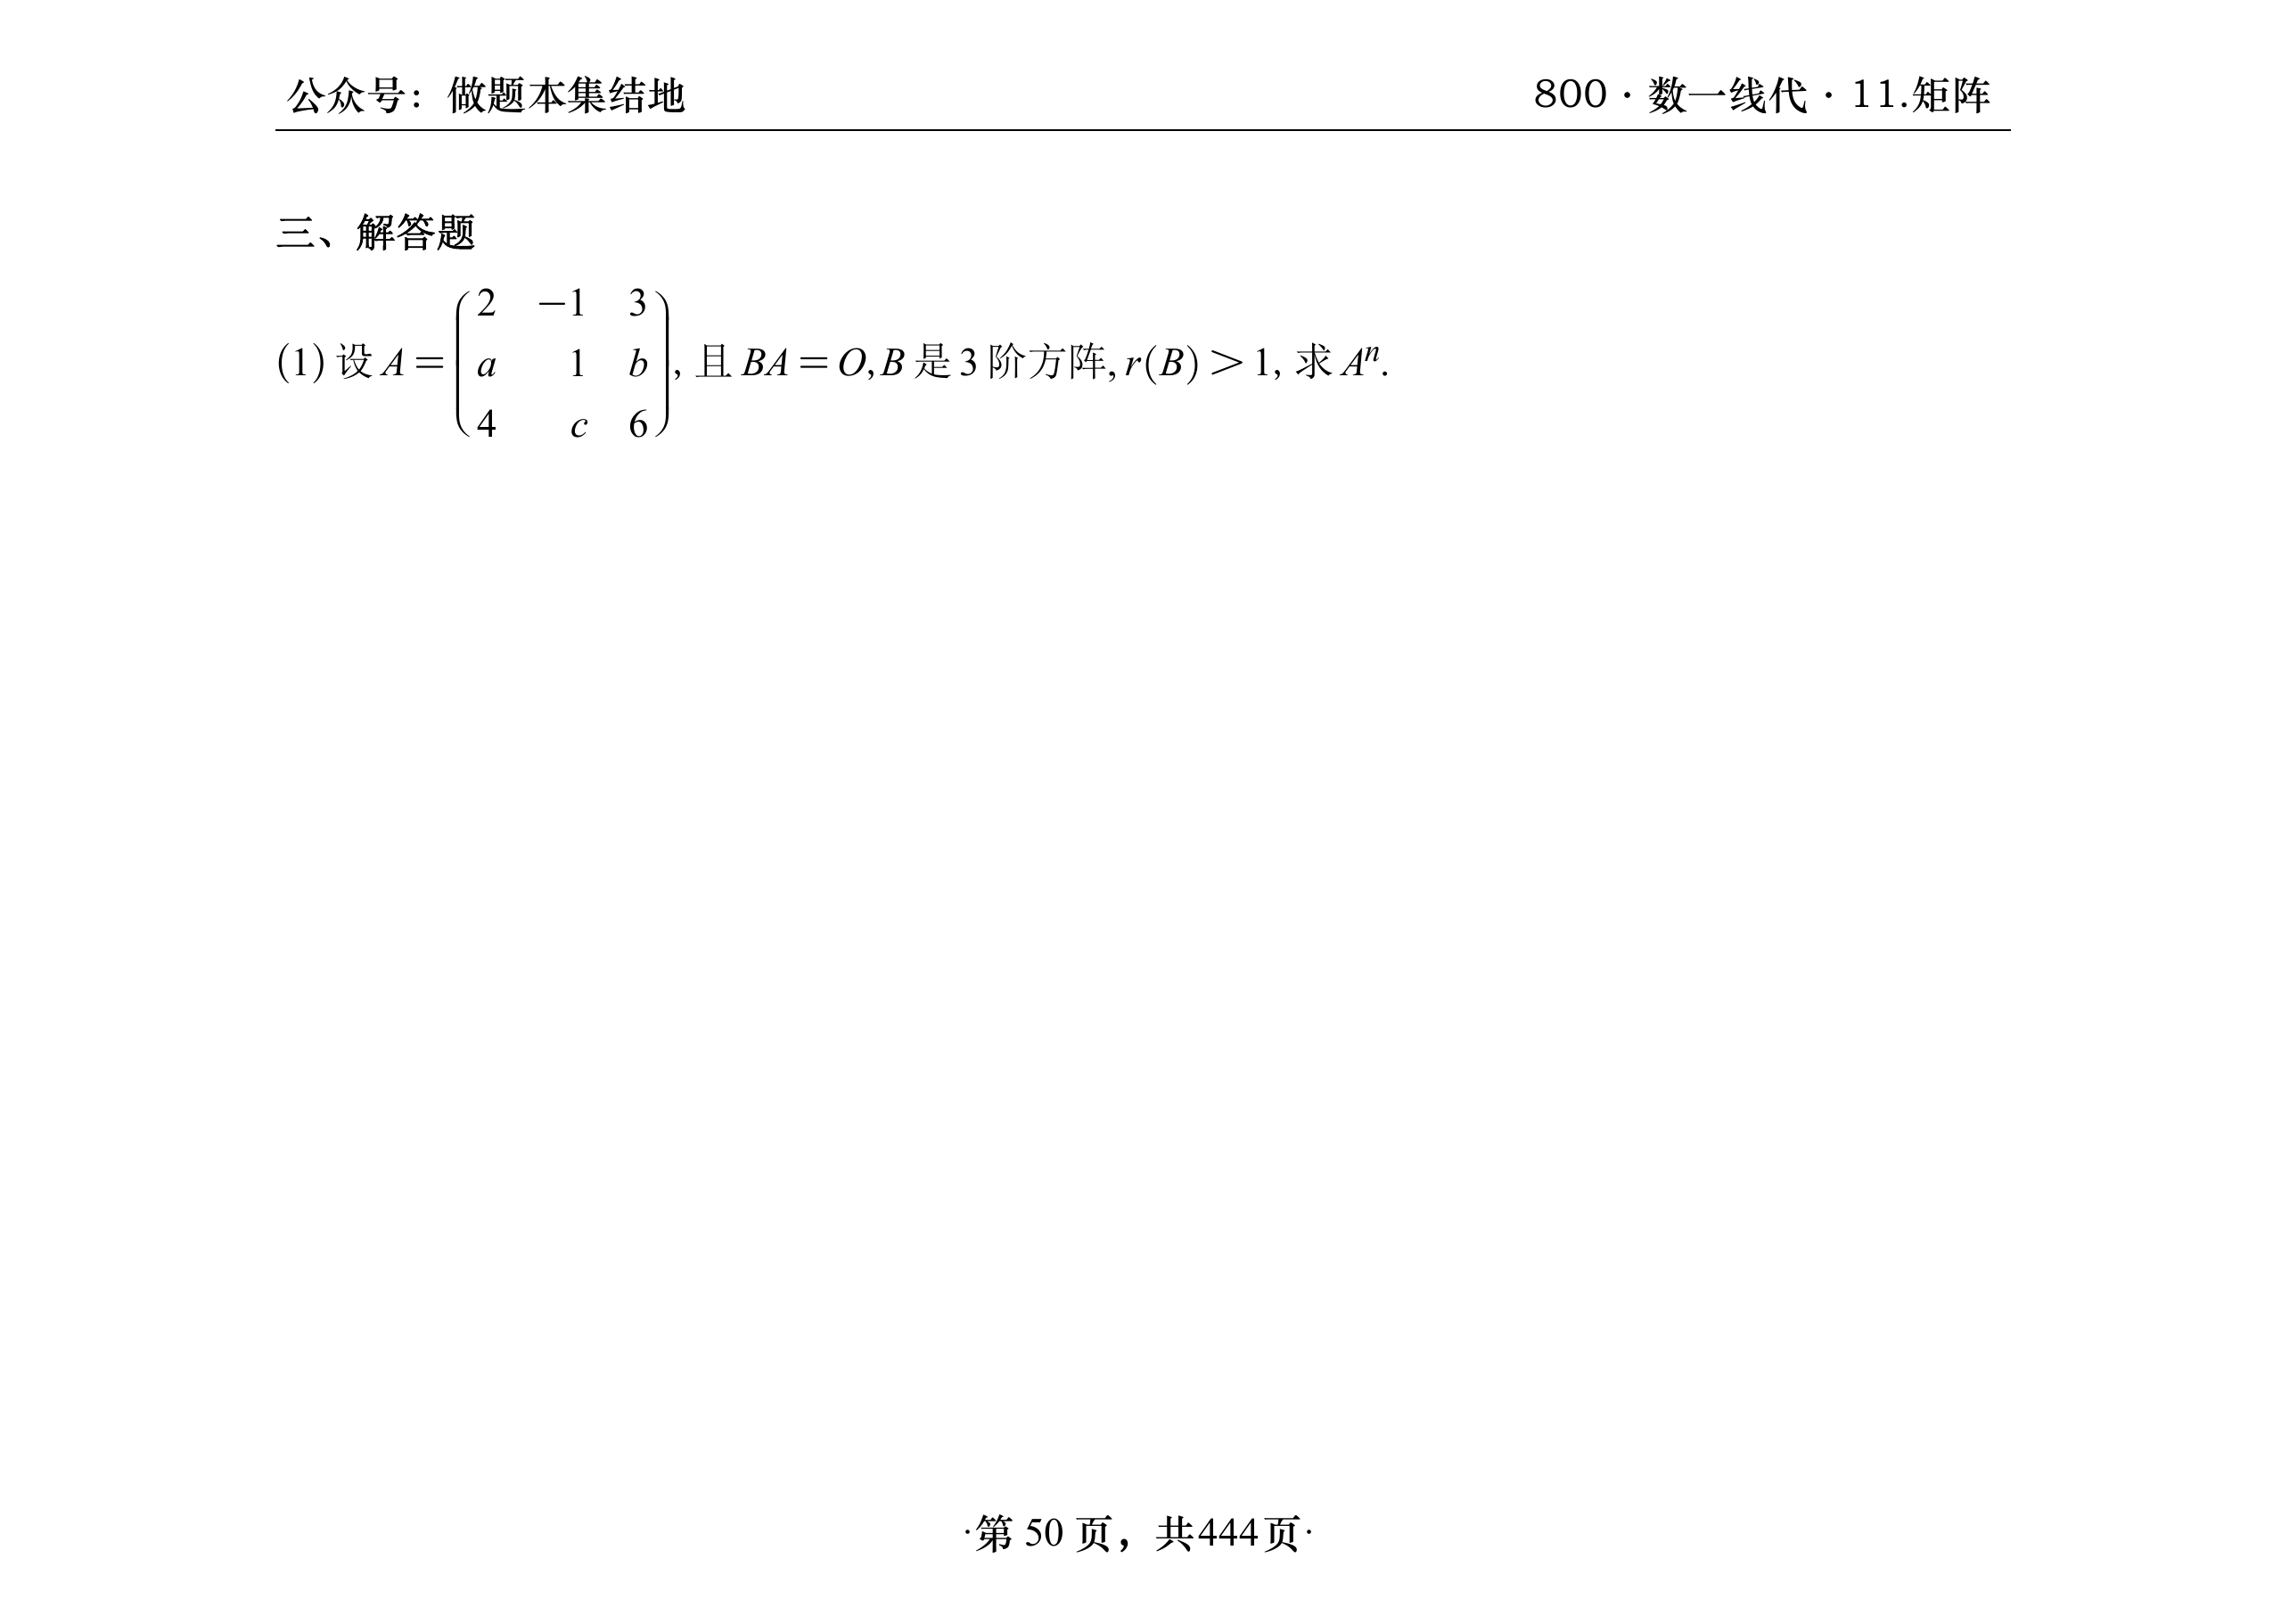 公众号：做题本集结地 800 · 数一线代 · 11.矩阵
三、解答题
(1) 设 A = \begin{pmatrix} 2 & -1 & 3 \\ a & 1 & b \\ 4 & c & 6 \end{pmatrix}, 且 BA = O, B 是 3 阶方阵, r(B) > 1, 求 A^n.
·第 50 页，共444页·